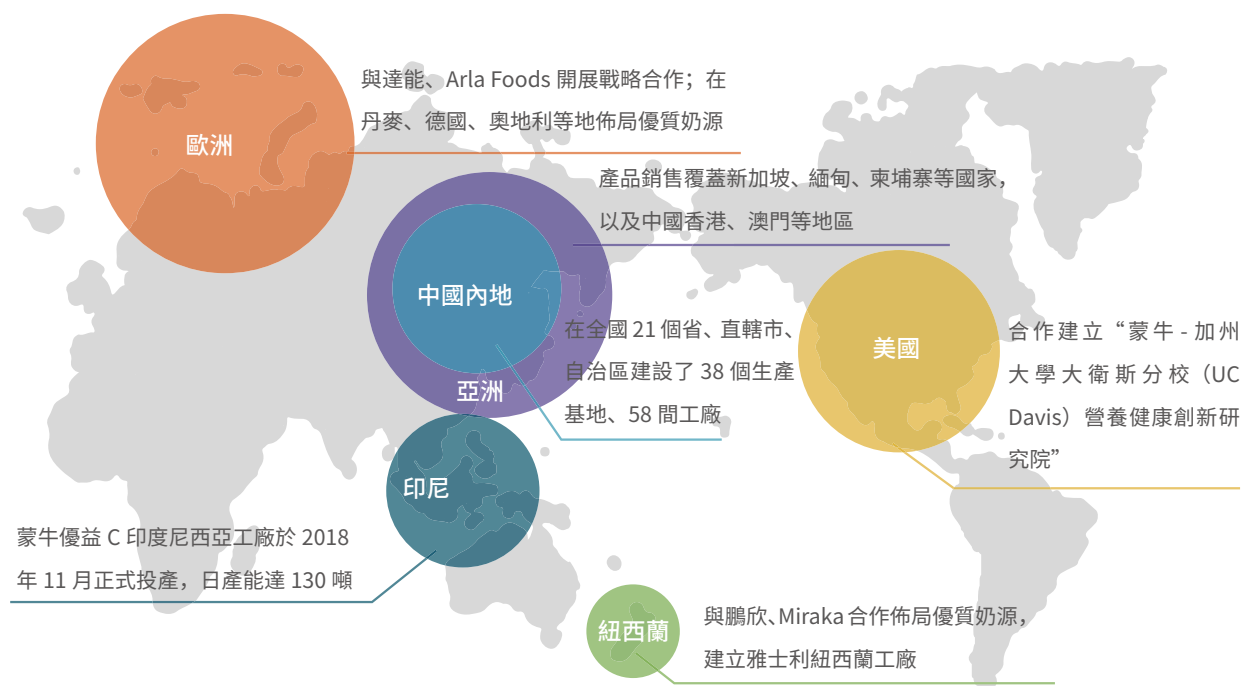 歐洲
與達能、Arla Foods 開展戰略合作；在
丹麥、德國、奧地利等地佈局優質奶源
產品銷售覆蓋新加坡、緬甸、柬埔寨等國家，
以及中國香港、澳門等地區
中國內地
亞洲
在全國 21 個省、直轄市、
自治區建設了 38 個生產
基地、58 間工廠
美國
合作建立“蒙牛 - 加州
大學大衛斯分校（UC
Davis）營養健康創新研
究院”
印尼
蒙牛優益 C 印度尼西亞工廠於 2018
年 11 月正式投產，日產能達 130 噸
紐西蘭
與鵬欣、Miraka 合作佈局優質奶源，
建立雅士利紐西蘭工廠